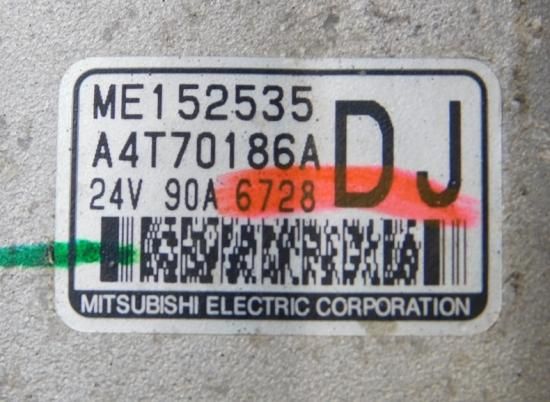 ME152535
A4T70186A
24V 90A 6728
DJ
MITSUBISHI ELECTRIC CORPORATION